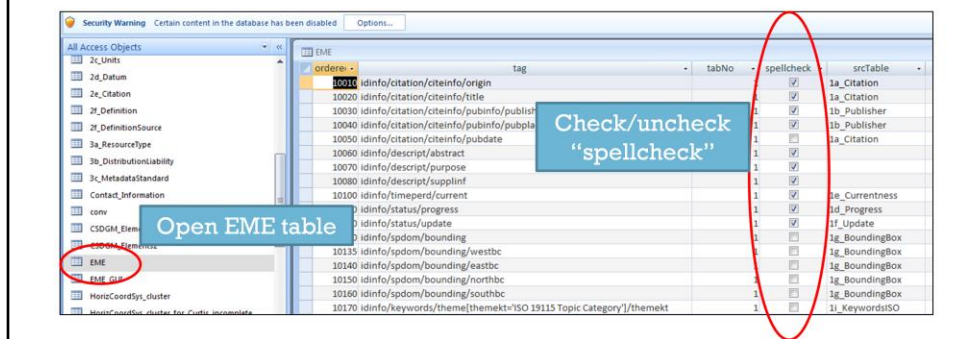 Security Warning Certain content in the database has been disabled Options...
All Access Objects
2c_Units
2d_Datum
2e_Citation
2f_Definition
2f_DefinitionSource
3a_ResourceType
3b_DistributionLiability
3c_MetadataStandard
Contact_Information
conv
EME
EME_GUI
HorizCoordSys_cluster
HorizCoordSys_cluster_for_Curtis_incomplete
Open EME table
EME
tag tabNo spellcheck srcTable
10010 idinfo/citation/citeinfo/origin 1a_Citation
10020 idinfo/citation/citeinfo/title 1a_Citation
10030 idinfo/citation/citeinfo/pubinfo/publish 1b_Publisher
10040 idinfo/citation/citeinfo/pubinfo/pubpla 1b_Publisher
10050 idinfo/citation/citeinfo/pubdate 1a_Citation
10060 idinfo/descript/abstract 1
10070 idinfo/descript/purpose 1
10080 idinfo/descript/supplinf 1
10100 idinfo/timeperd/current 1 1e_Currentness
idinfo/status/progress 1 1d_Progress
idinfo/status/update 1 1f_Update
idinfo/spdom/bounding 1 1g_BoundingBox
10135 idinfo/spdom/bounding/westbc 1 1g_BoundingBox
10140 idinfo/spdom/bounding/eastbc 1 1g_BoundingBox
10150 idinfo/spdom/bounding/northbc 1 1g_BoundingBox
10160 idinfo/spdom/bounding/southbc 1 1g_BoundingBox
10170 idinfo/keywords/theme[themekt='ISO 19115 Topic Category']/themekt 1 1i_KeywordsISO
Check/uncheck
“spellcheck”